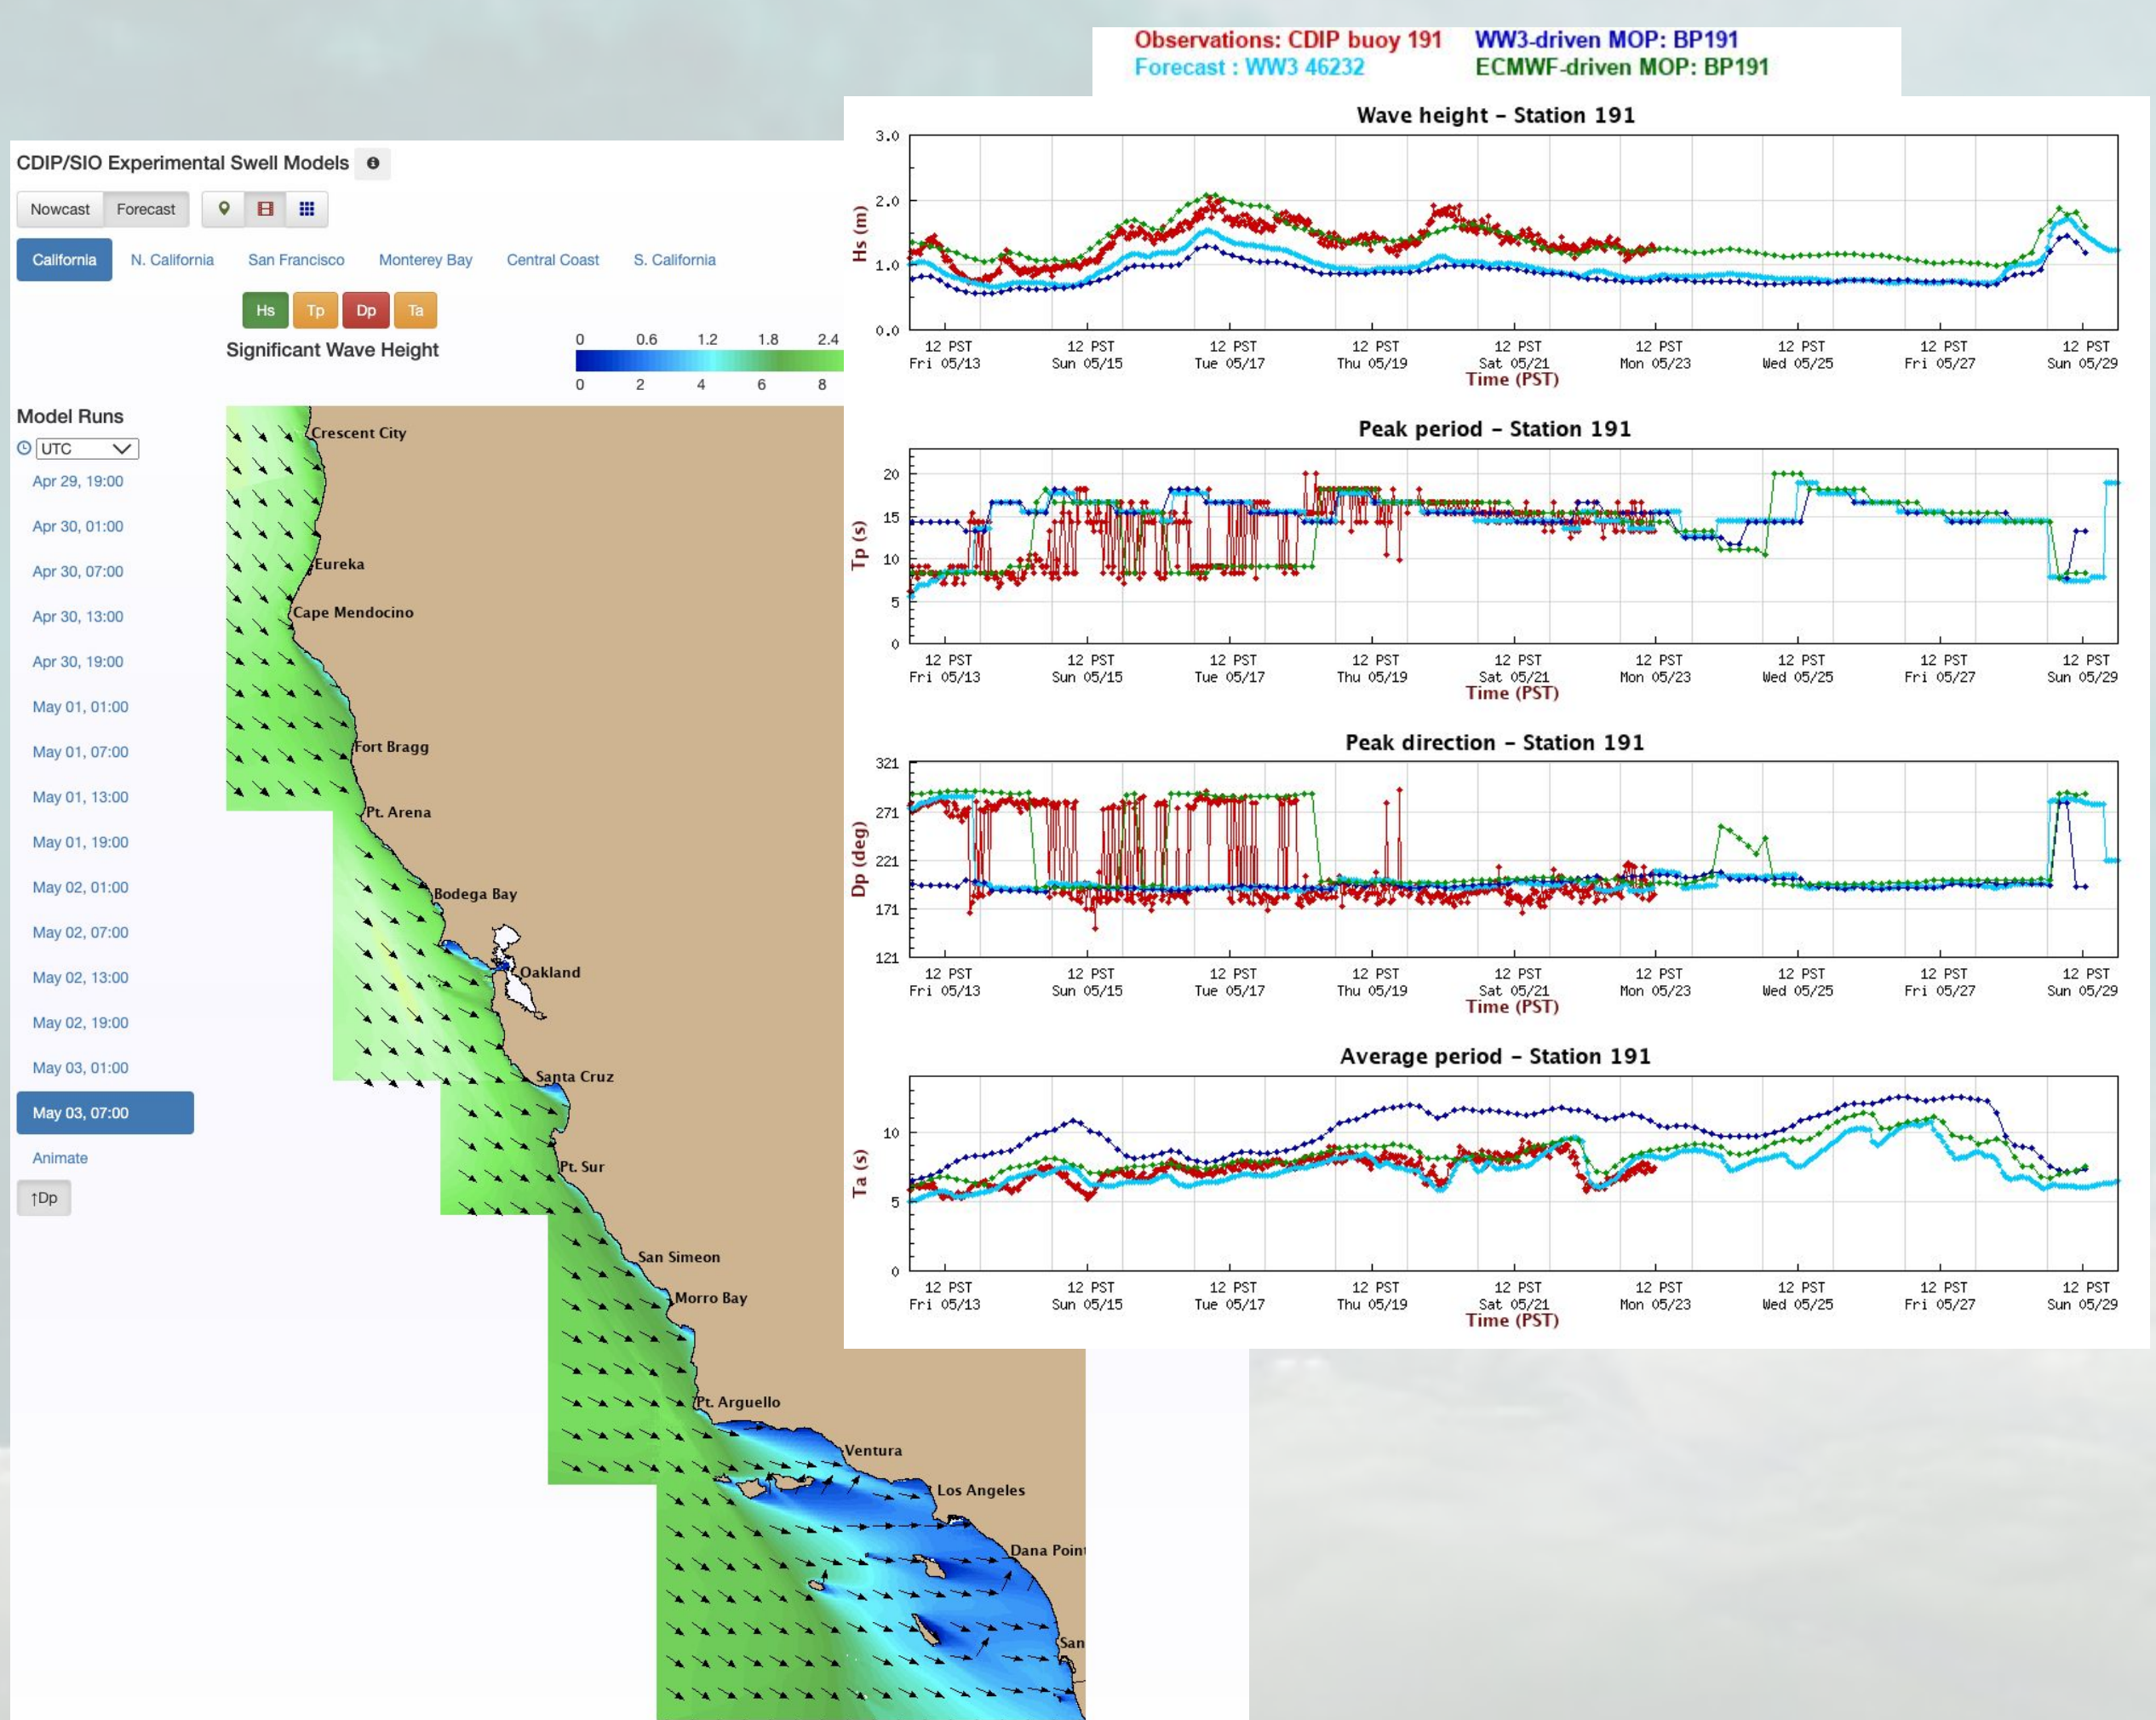 Observations: CDIP buoy 191 WW3-driven MOP: BP191
Forecast : WW3 46232 ECMWF-driven MOP: BP191
CDIP/SIO Experimental Swell Models
Nowcast Forecast
California N. California San Francisco Monterey Bay Central Coast S. California
Hs Tp Dp Ta
Significant Wave Height
0 0.6 1.2 1.8 2.4
0 2 4 6 8
Model Runs
UTC
Apr 29, 19:00
Apr 30, 01:00
Apr 30, 07:00
Apr 30, 13:00
Apr 30, 19:00
May 01, 01:00
May 01, 07:00
May 01, 13:00
May 01, 19:00
May 02, 01:00
May 02, 07:00
May 02, 13:00
May 02, 19:00
May 03, 01:00
May 03, 07:00
Animate
↑Dp
Crescent City
Eureka
Cape Mendocino
Fort Bragg
Pt. Arena
Bodega Bay
Oakland
Santa Cruz
Pt. Sur
San Simeon
Morro Bay
Pt. Arguello
Ventura
Los Angeles
Dana Point
San
Wave height – Station 191
Hs (m)
3.0
2.0
1.0
0.0
12 PST 12 PST 12 PST 12 PST 12 PST 12 PST 12 PST 12 PST 12 PST
Fri 05/13 Sun 05/15 Tue 05/17 Thu 05/19 Sat 05/21 Mon 05/23 Wed 05/25 Fri 05/27 Sun 05/29
Time (PST)
Peak period – Station 191
Tp (s)
20
15
10
5
0
12 PST 12 PST 12 PST 12 PST 12 PST 12 PST 12 PST 12 PST 12 PST
Fri 05/13 Sun 05/15 Tue 05/17 Thu 05/19 Sat 05/21 Mon 05/23 Wed 05/25 Fri 05/27 Sun 05/29
Time (PST)
Peak direction – Station 191
Dp (deg)
321
271
221
171
121
12 PST 12 PST 12 PST 12 PST 12 PST 12 PST 12 PST 12 PST 12 PST
Fri 05/13 Sun 05/15 Tue 05/17 Thu 05/19 Sat 05/21 Mon 05/23 Wed 05/25 Fri 05/27 Sun 05/29
Time (PST)
Average period – Station 191
Ta (s)
10
5
0
12 PST 12 PST 12 PST 12 PST 12 PST 12 PST 12 PST 12 PST 12 PST
Fri 05/13 Sun 05/15 Tue 05/17 Thu 05/19 Sat 05/21 Mon 05/23 Wed 05/25 Fri 05/27 Sun 05/29
Time (PST)